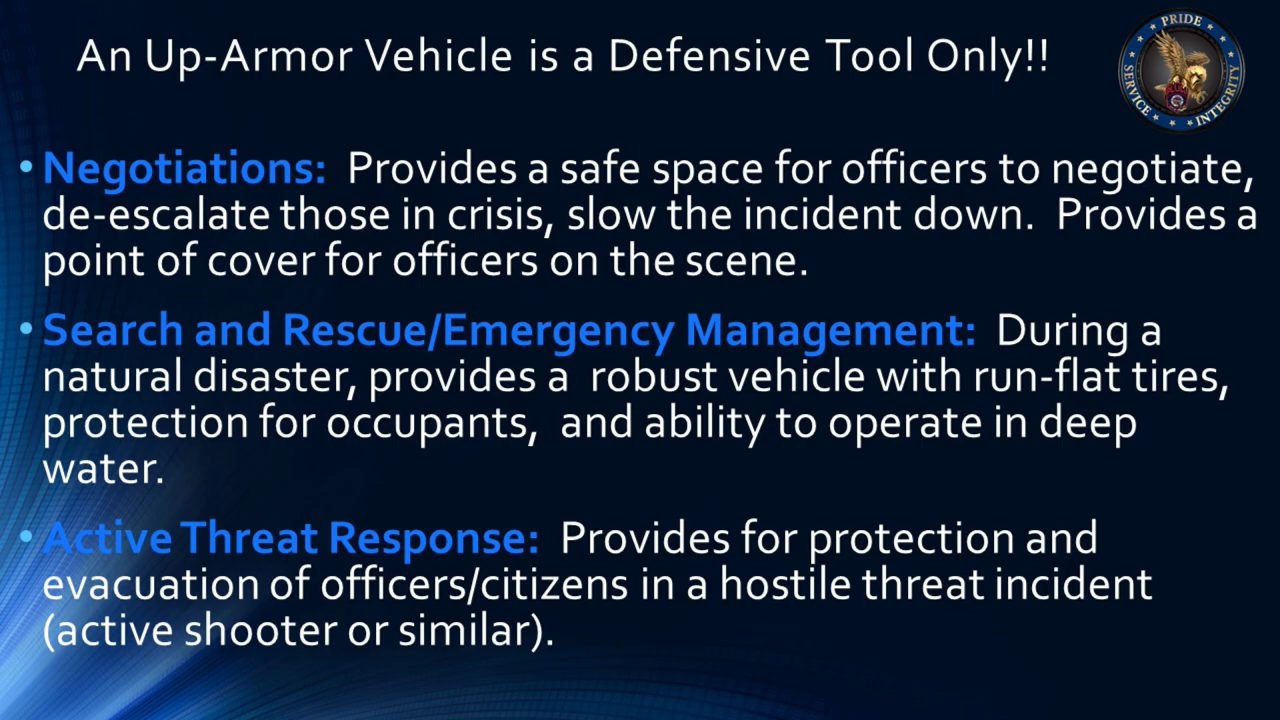 An Up-Armor Vehicle is a Defensive Tool Only!!
PRIDE
SERVICE
INTEGRITY
• Negotiations: Provides a safe space for officers to negotiate,
de-escalate those in crisis, slow the incident down. Provides a
point of cover for officers on the scene.
• Search and Rescue/Emergency Management: During a
natural disaster, provides a robust vehicle with run-flat tires,
protection for occupants, and ability to operate in deep
water.
• Active Threat Response: Provides for protection and
evacuation of officers/citizens in a hostile threat incident
(active shooter or similar).